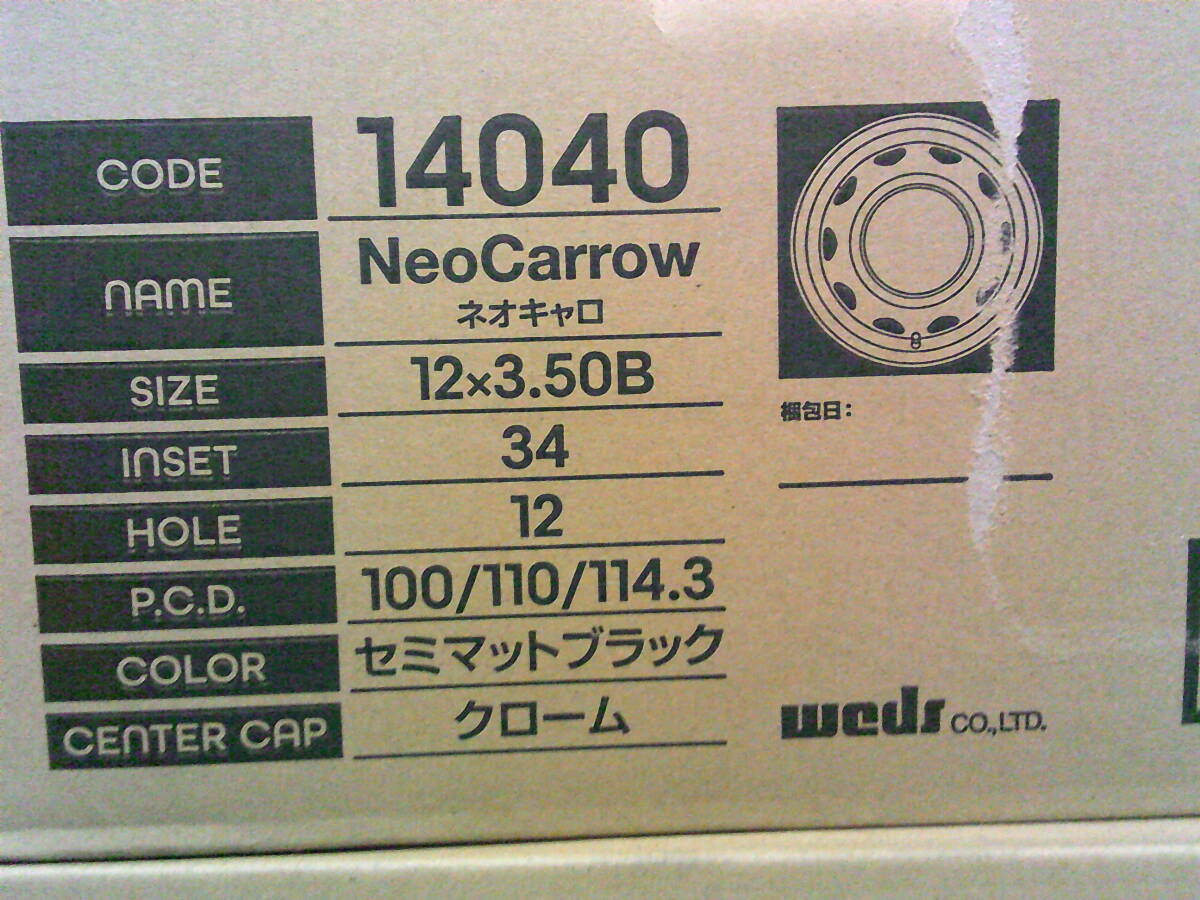 CODE 14040
NAME NeoCarrow
ネオキャロ
SIZE 12×3.50B
INSET 34
HOLE 12
P.C.D. 100/110/114.3
COLOR セミマットブラック
CENTER CAP クローム
梱包日:
weds CO.,LTD.